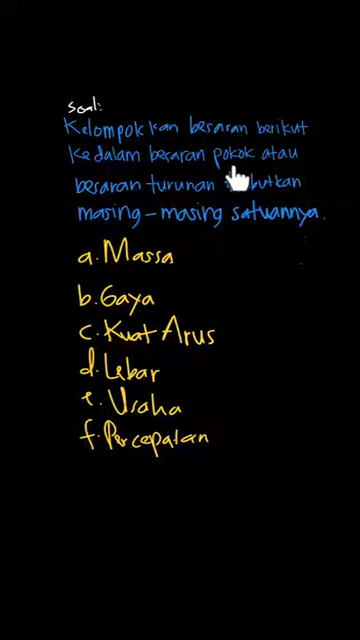 Soal:
Kelompokkan besaran berikut
Ke dalam besaran pokok atau
besaran turunan
masing-masing satuannya.
a. Massa
b. Gaya
c. Kuat Arus
d. Lebar
e. Usaha
f. Percepatan